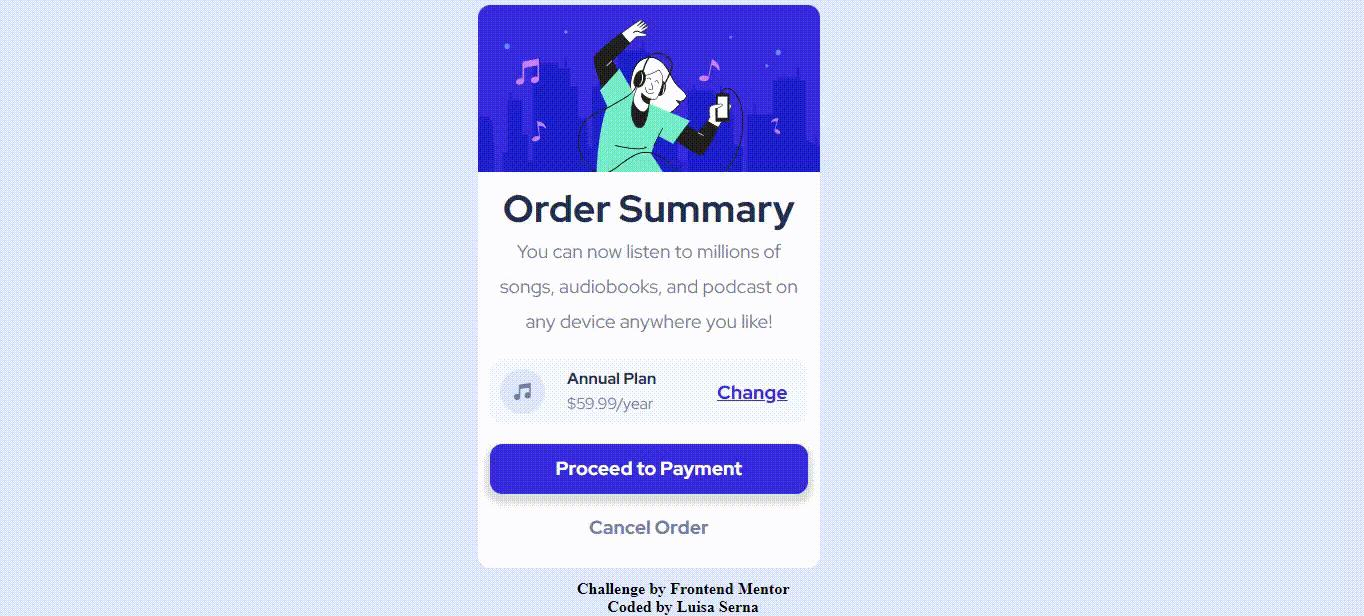 Order Summary
You can now listen to millions of
songs, audiobooks, and podcast on
any device anywhere you like!
Annual Plan
$59.99/year
Change
Proceed to Payment
Cancel Order
Challenge by Frontend Mentor
Coded by Luisa Serna